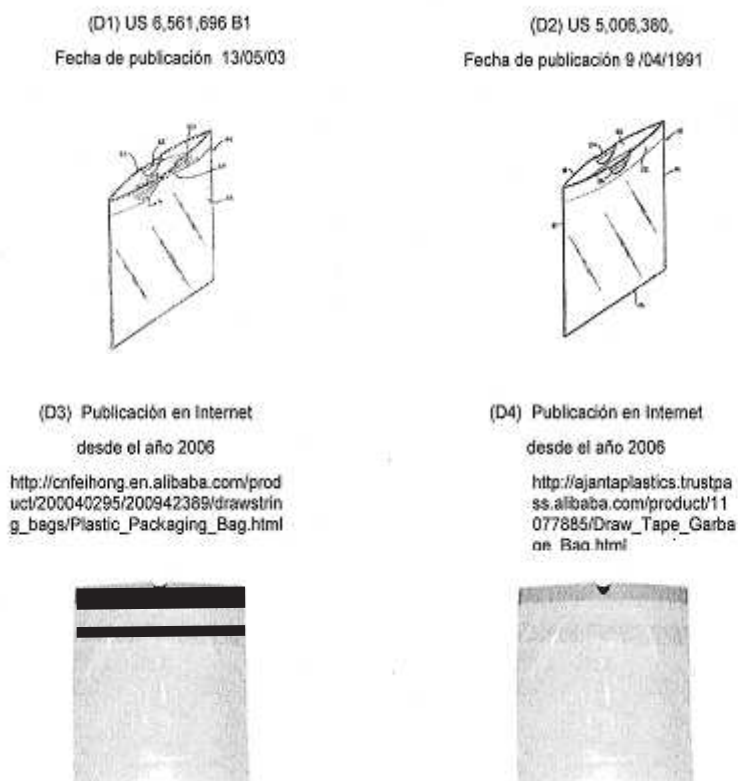 (D1) US 6,561,696 B1
Fecha de publicación 13/05/03
(D2) US 5,006,380,
Fecha de publicación 9 /04/1991
(D3) Publicación en Internet
desde el año 2006
http://cnfeihong.en.alibaba.com/prod
uct/200040295/200942389/drawstrin
g_bags/Plastic_Packaging_Bag.html
(D4) Publicación en Internet
desde el año 2006
http://ajantaplastics.trustpa
ss.alibaba.com/product/11
077885/Draw_Tape_Garba
ge_Bag.html